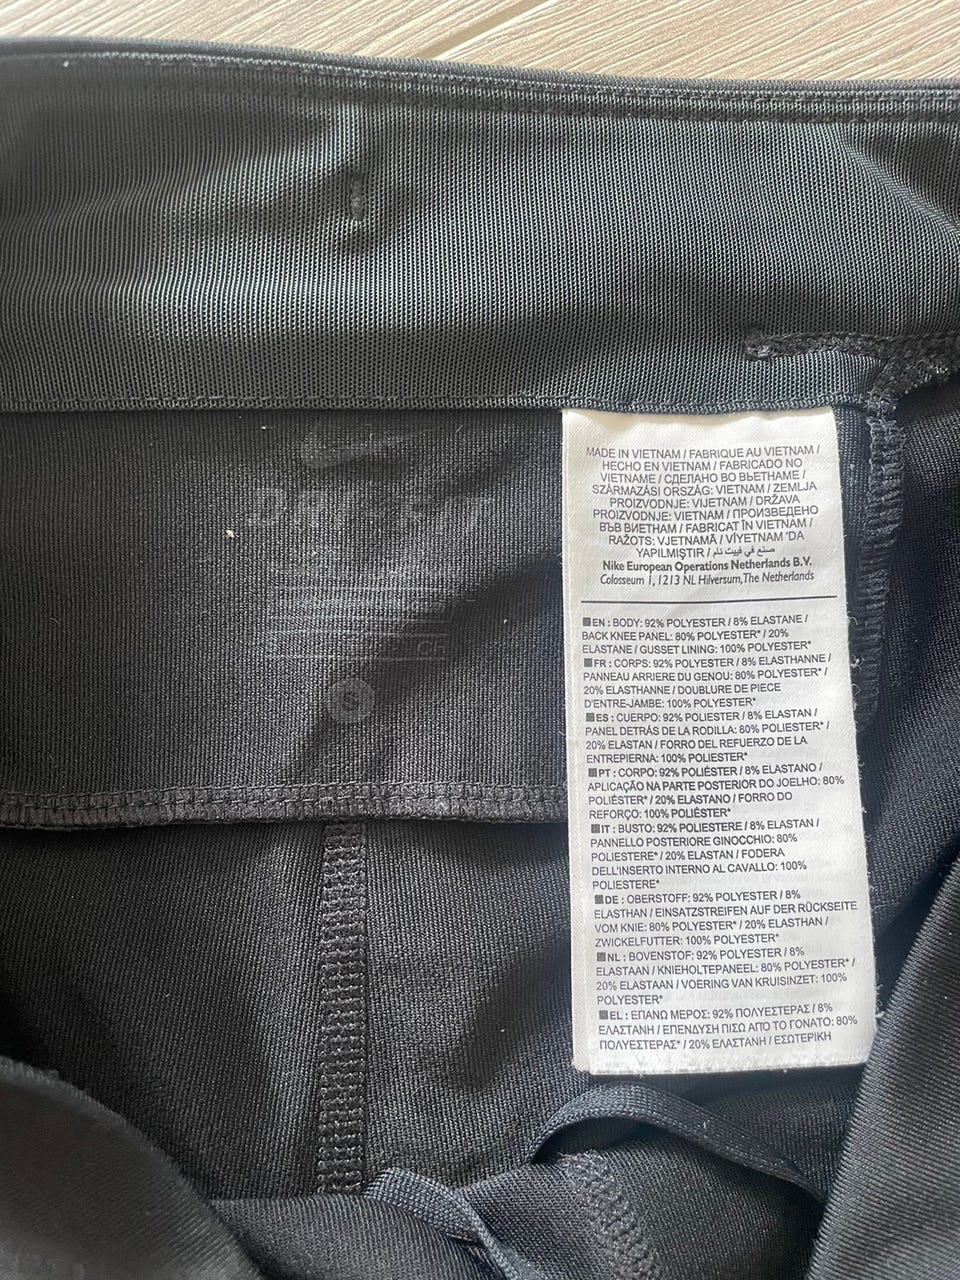 DRI-FIT
S
MADE IN VIETNAM / FABRIQUE AU VIETNAM /
HECHO EN VIETNAM / FABRICADO NO
VIETNAME / СДЕЛАНО ВО ВЬЕТНАМЕ /
SZÁRMAZÁSI ORSZÁG: VIETNAM / ZEMLJA
PROIZVODNJE: VIJETNAM / DRŽAVA
PROIZVODNJE: VIETNAM / ПРОИЗВЕДЕНО
ВЪВ ВИЕТНАМ / FABRICAT ÎN VIETNAM /
RAŽOTS: VJETNAMĀ / VİYETNAM 'DA
YAPILMIŞTIR / صنع في فييت نام
Nike European Operations Netherlands B.V.
Colosseum 1, 1213 NL Hilversum, The Netherlands
EN : BODY: 92% POLYESTER / 8% ELASTANE /
BACK KNEE PANEL: 80% POLYESTER* / 20%
ELASTANE / GUSSET LINING: 100% POLYESTER*
FR : CORPS: 92% POLYESTER / 8% ELASTHANNE /
PANNEAU ARRIERE DU GENOU: 80% POLYESTER* /
20% ELASTHANNE / DOUBLURE DE PIECE
D'ENTRE-JAMBE: 100% POLYESTER*
ES : CUERPO: 92% POLIESTER / 8% ELASTAN /
PANEL DETRÁS DE LA RODILLA: 80% POLIESTER* /
20% ELASTAN / FORRO DEL REFUERZO DE LA
ENTREPIERNA: 100% POLIESTER*
PT : CORPO: 92% POLIÉSTER / 8% ELASTANO /
APLICAÇÃO NA PARTE POSTERIOR DO JOELHO: 80%
POLIÉSTER* / 20% ELASTANO / FORRO DO
REFORÇO: 100% POLIÉSTER*
IT : BUSTO: 92% POLIESTERE / 8% ELASTAN /
PANNELLO POSTERIORE GINOCCHIO: 80%
POLIESTERE* / 20% ELASTAN / FODERA
DELL'INSERTO INTERNO AL CAVALLO: 100%
POLIESTERE*
DE : OBERSTOFF: 92% POLYESTER / 8%
ELASTHAN / EINSATZSTREIFEN AUF DER RÜCKSEITE
VOM KNIE: 80% POLYESTER* / 20% ELASTHAN /
ZWICKELFUTTER: 100% POLYESTER*
NL : BOVENSTOF: 92% POLYESTER / 8%
ELASTAAN / KNIEHOLTEPANEEL: 80% POLYESTER* /
20% ELASTAAN / VOERING VAN KRUISINZET: 100%
POLYESTER*
EL : ΕΠΑΝΩ ΜΕΡΟΣ: 92% ΠΟΛΥΕΣΤΕΡΑΣ / 8%
ΕΛΑΣΤΑΝΗ / ΕΠΕΝΔΥΣΗ ΠΙΣΩ ΑΠΟ ΤΟ ΓΟΝΑΤΟ: 80%
ΠΟΛΥΕΣΤΕΡΑΣ* / 20% ΕΛΑΣΤΑΝΗ / ΕΣΩΤΕΡΙΚΗ